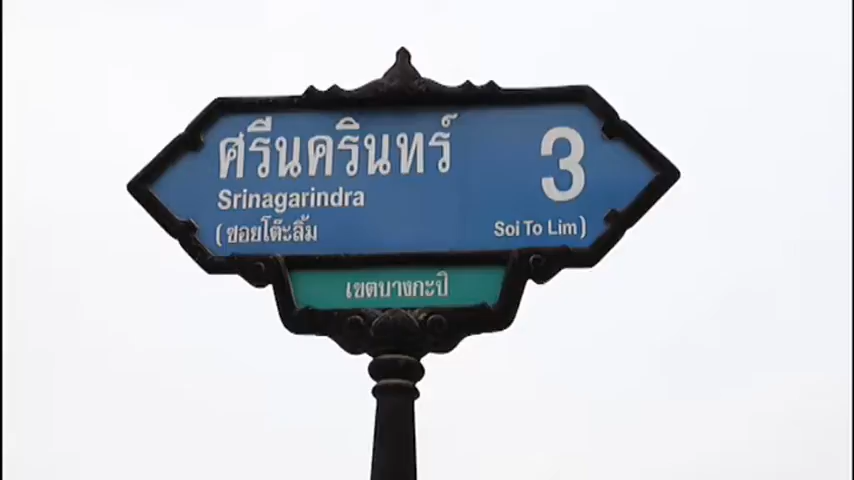 ศรีนครินทร์ 3
Srinagarindra
(ซอยโต๊ะลิ้ม Soi To Lim)
เขตบางกะปิ